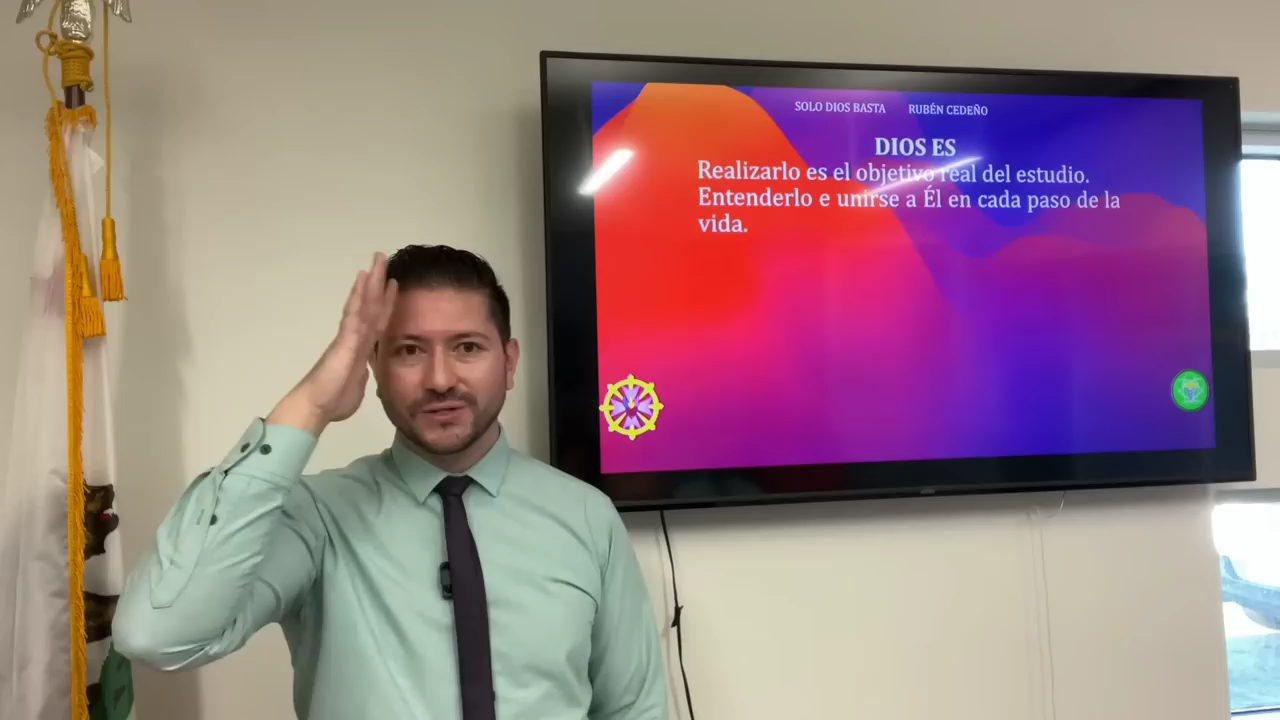 SOLO DIOS BASTA RUBÉN CEDEÑO
DIOS ES
Realizarlo es el objetivo real del estudio.
Entenderlo e unirse a Él en cada paso de la
vida.